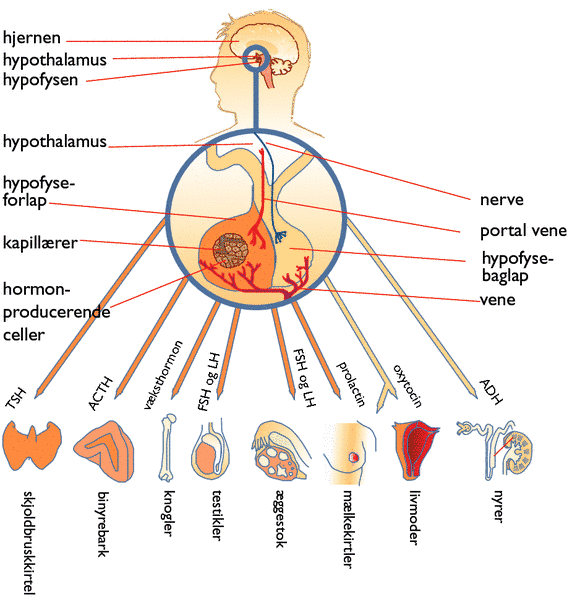 hjernen
hypothalamus
hypofysen
hypothalamus
hypofyse-
forlap
kapillærer
hormon-
producerende
celler
nerve
portal vene
hypofyse-
baglap
vene
TSH
ACTH
væksthormon
FSH og LH
FSH og LH
prolactin
oxytocin
ADH
skjoldbruskkirtel
binyrebark
knogler
testikler
æggestok
mælkekirtler
livmoder
nyrer